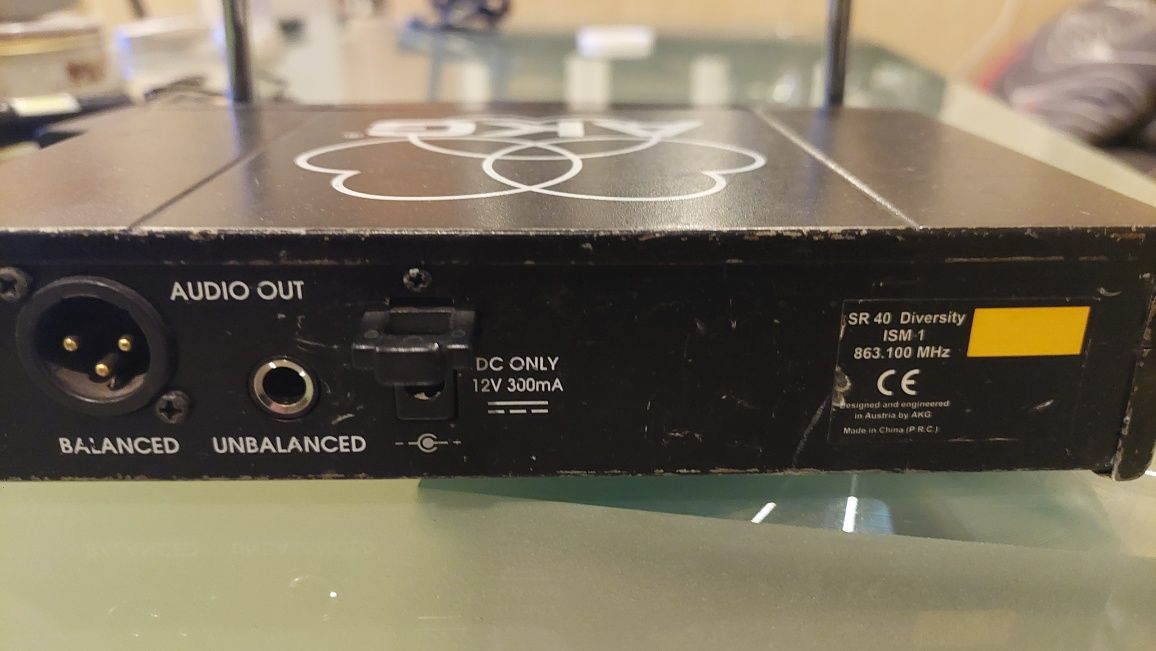 AKG
AUDIO OUT
BALANCED
UNBALANCED
DC ONLY
12V 300mA
SR 40 Diversity
ISM 1
863.100 MHz
CE
Designed and engineered
in Austria by AKG
Made in China (P.R.C.)